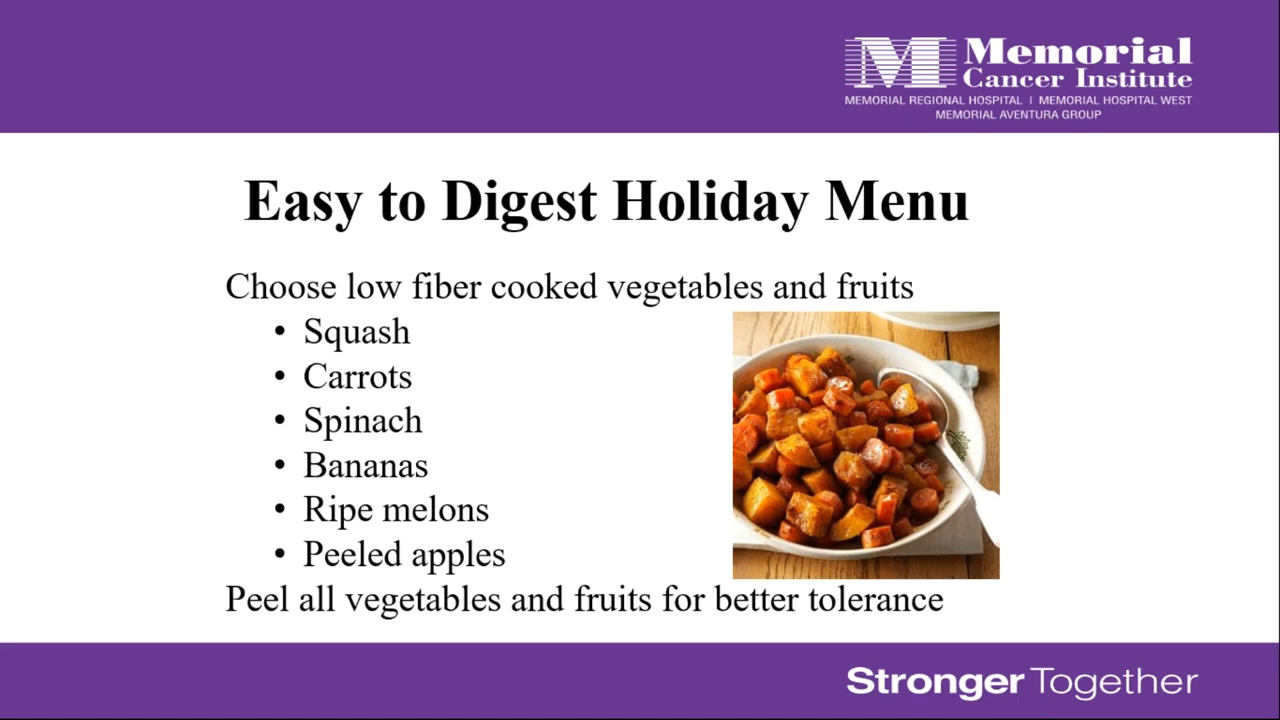 M Memorial
Cancer Institute
MEMORIAL REGIONAL HOSPITAL | MEMORIAL HOSPITAL WEST
MEMORIAL AVENTURA GROUP
Easy to Digest Holiday Menu
Choose low fiber cooked vegetables and fruits
• Squash
• Carrots
• Spinach
• Bananas
• Ripe melons
• Peeled apples
Peel all vegetables and fruits for better tolerance
Stronger Together